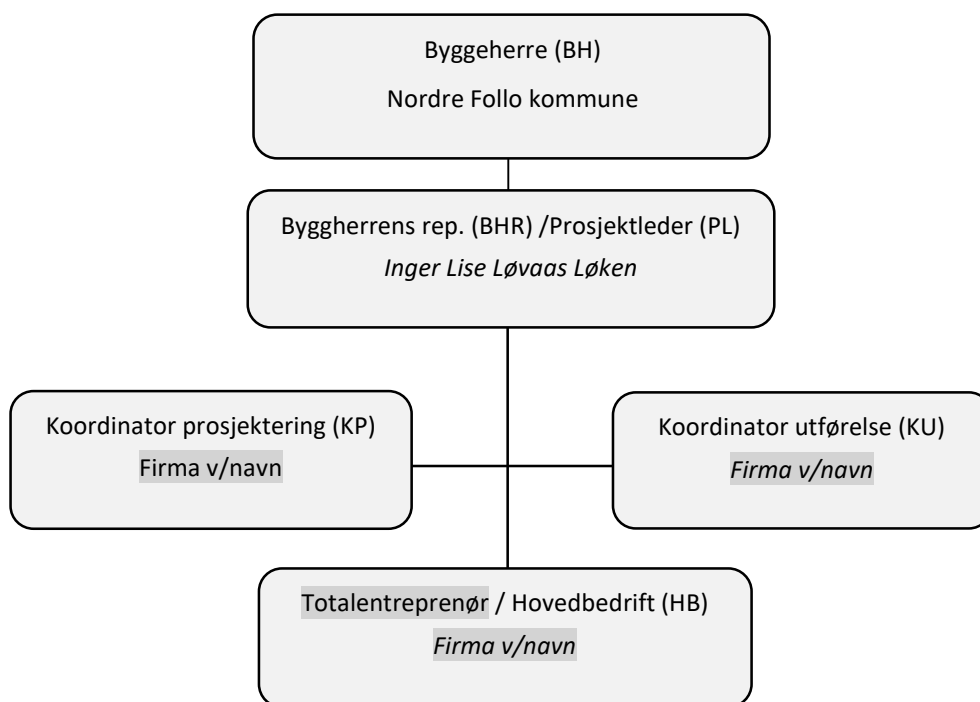 Byggeherre (BH)
Nordre Follo kommune
Byggherrens rep. (BHR) /Prosjektleder (PL)
Inger Lise Løvaas Løken
Koordinator prosjektering (KP)
Firma v/navn
Koordinator utførelse (KU)
Firma v/navn
Totalentreprenør / Hovedbedrift (HB)
Firma v/navn